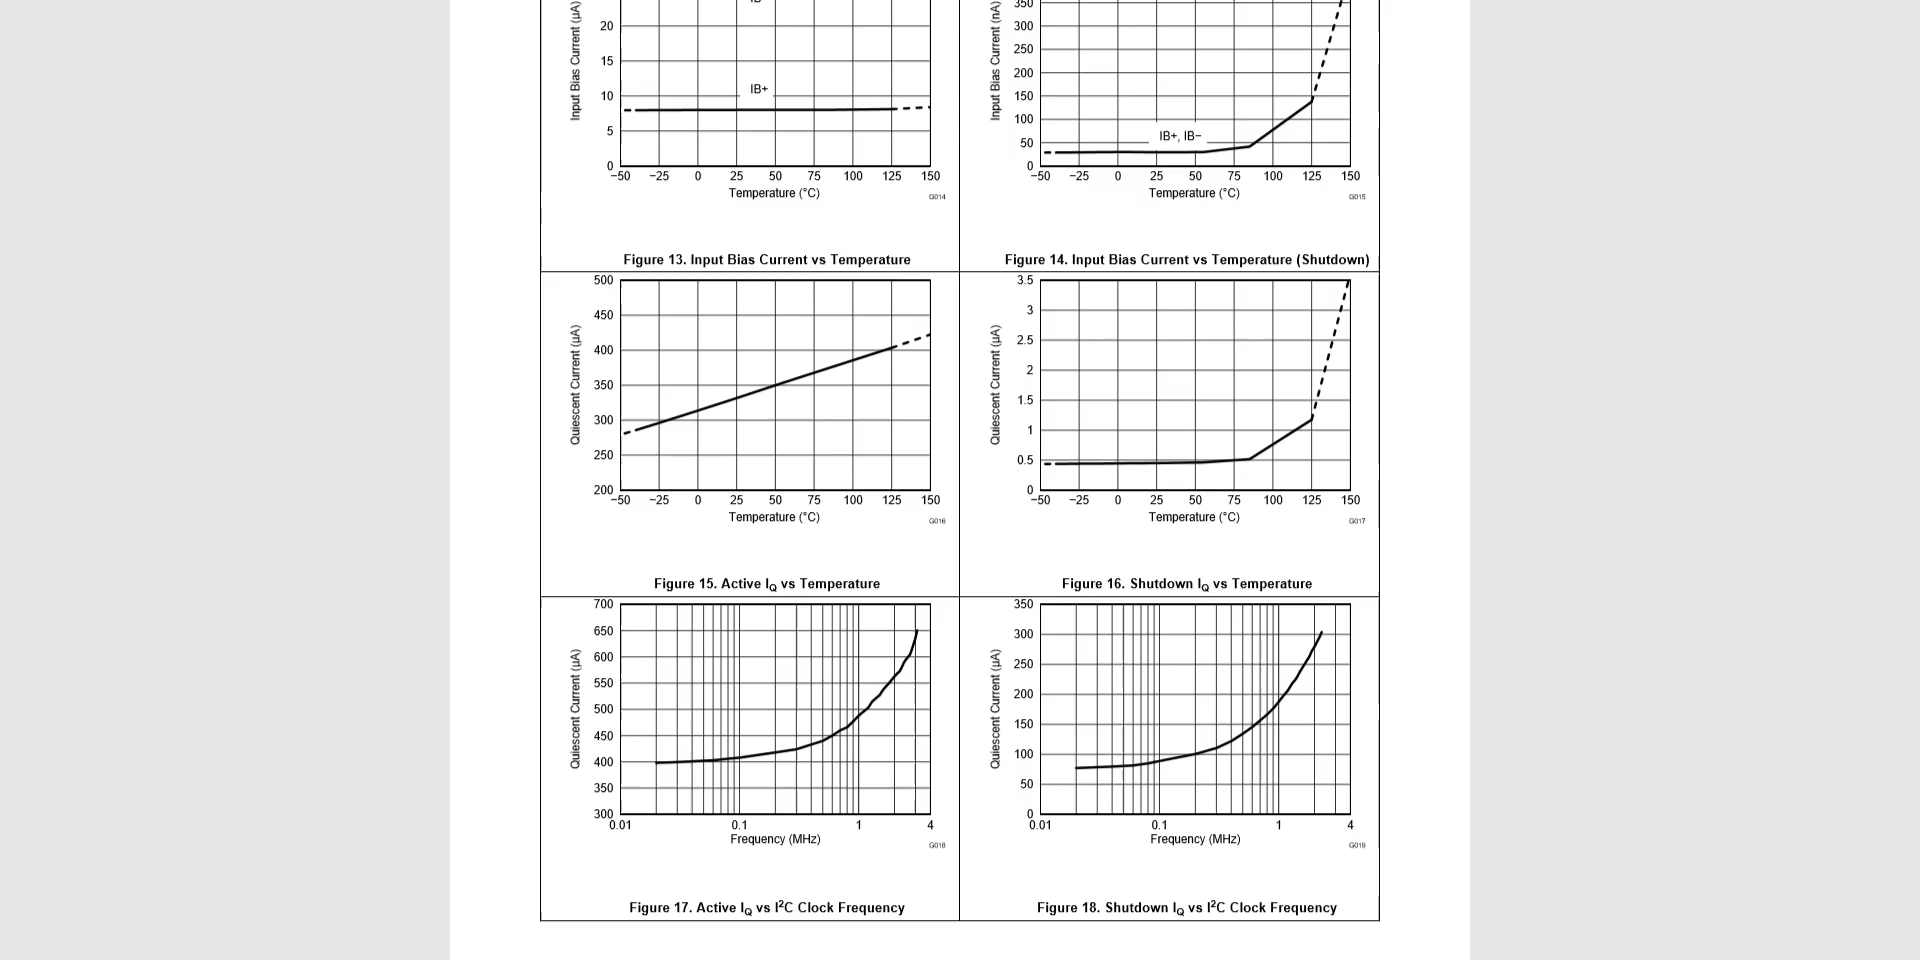 Input Bias Current (µA)
20
15
10
5
0
IB+
−50 −25 0 25 50 75 100 125 150
Temperature (°C)
G014
Figure 13. Input Bias Current vs Temperature
Input Bias Current (nA)
350
300
250
200
150
100
50
0
IB+, IB−
−50 −25 0 25 50 75 100 125 150
Temperature (°C)
G015
Figure 14. Input Bias Current vs Temperature (Shutdown)
Quiescent Current (µA)
500
450
400
350
300
250
200
−50 −25 0 25 50 75 100 125 150
Temperature (°C)
G016
Figure 15. Active IQ vs Temperature
Quiescent Current (µA)
3.5
3
2.5
2
1.5
1
0.5
0
−50 −25 0 25 50 75 100 125 150
Temperature (°C)
G017
Figure 16. Shutdown IQ vs Temperature
Quiescent Current (µA)
700
650
600
550
500
450
400
350
300
0.01 0.1 1 4
Frequency (MHz)
G018
Figure 17. Active IQ vs I²C Clock Frequency
Quiescent Current (µA)
350
300
250
200
150
100
50
0
0.01 0.1 1 4
Frequency (MHz)
G019
Figure 18. Shutdown IQ vs I²C Clock Frequency